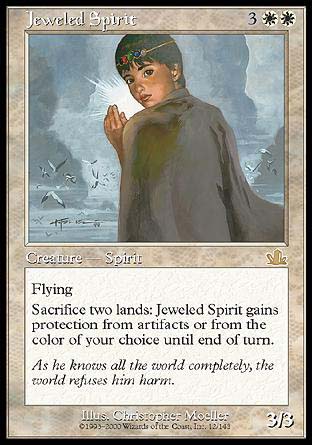 Jeweled Spirit 3
Creature — Spirit
Flying
Sacrifice two lands: Jeweled Spirit gains
protection from artifacts or from the
color of your choice until end of turn.
As he knows all the world completely, the
world refuses him harm.
3/3
Illus. Christopher Moeller
©1993-2000 Wizards of the Coast, Inc. 12/143